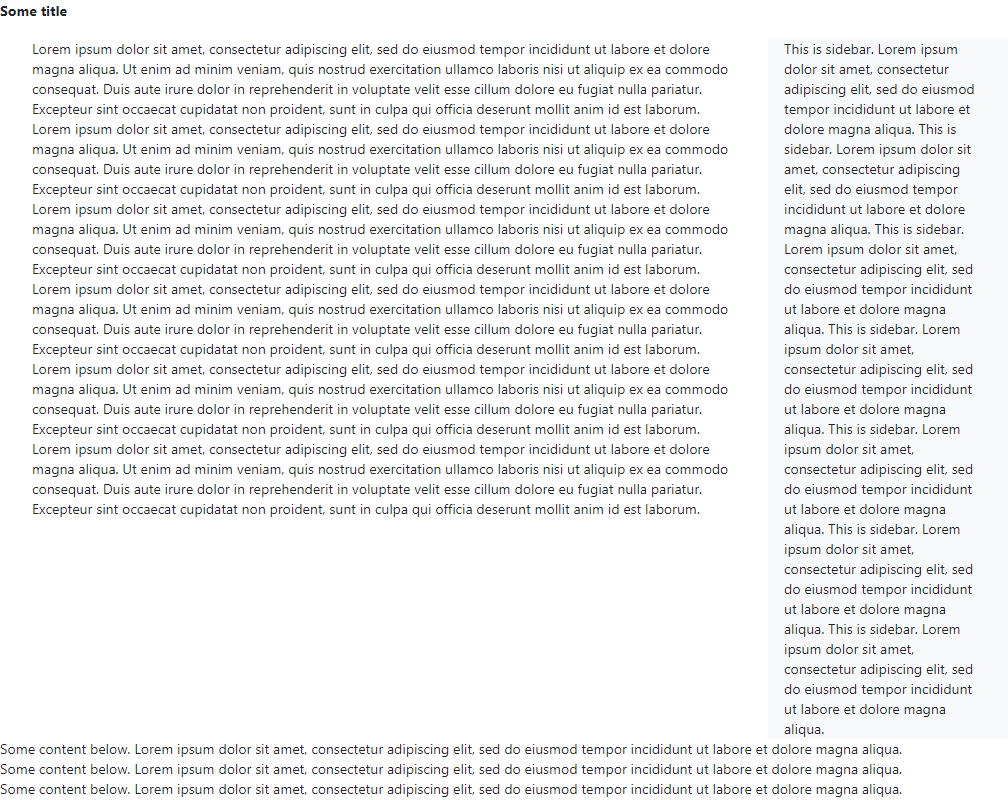 Some title
Lorem ipsum dolor sit amet, consectetur adipiscing elit, sed do eiusmod tempor incididunt ut labore et dolore
magna aliqua. Ut enim ad minim veniam, quis nostrud exercitation ullamco laboris nisi ut aliquip ex ea commodo
consequat. Duis aute irure dolor in reprehenderit in voluptate velit esse cillum dolore eu fugiat nulla pariatur.
Excepteur sint occaecat cupidatat non proident, sunt in culpa qui officia deserunt mollit anim id est laborum.
Lorem ipsum dolor sit amet, consectetur adipiscing elit, sed do eiusmod tempor incididunt ut labore et dolore
magna aliqua. Ut enim ad minim veniam, quis nostrud exercitation ullamco laboris nisi ut aliquip ex ea commodo
consequat. Duis aute irure dolor in reprehenderit in voluptate velit esse cillum dolore eu fugiat nulla pariatur.
Excepteur sint occaecat cupidatat non proident, sunt in culpa qui officia deserunt mollit anim id est laborum.
Lorem ipsum dolor sit amet, consectetur adipiscing elit, sed do eiusmod tempor incididunt ut labore et dolore
magna aliqua. Ut enim ad minim veniam, quis nostrud exercitation ullamco laboris nisi ut aliquip ex ea commodo
consequat. Duis aute irure dolor in reprehenderit in voluptate velit esse cillum dolore eu fugiat nulla pariatur.
Excepteur sint occaecat cupidatat non proident, sunt in culpa qui officia deserunt mollit anim id est laborum.
Lorem ipsum dolor sit amet, consectetur adipiscing elit, sed do eiusmod tempor incididunt ut labore et dolore
magna aliqua. Ut enim ad minim veniam, quis nostrud exercitation ullamco laboris nisi ut aliquip ex ea commodo
consequat. Duis aute irure dolor in reprehenderit in voluptate velit esse cillum dolore eu fugiat nulla pariatur.
Excepteur sint occaecat cupidatat non proident, sunt in culpa qui officia deserunt mollit anim id est laborum.
Lorem ipsum dolor sit amet, consectetur adipiscing elit, sed do eiusmod tempor incididunt ut labore et dolore
magna aliqua. Ut enim ad minim veniam, quis nostrud exercitation ullamco laboris nisi ut aliquip ex ea commodo
consequat. Duis aute irure dolor in reprehenderit in voluptate velit esse cillum dolore eu fugiat nulla pariatur.
Excepteur sint occaecat cupidatat non proident, sunt in culpa qui officia deserunt mollit anim id est laborum.
Lorem ipsum dolor sit amet, consectetur adipiscing elit, sed do eiusmod tempor incididunt ut labore et dolore
magna aliqua. Ut enim ad minim veniam, quis nostrud exercitation ullamco laboris nisi ut aliquip ex ea commodo
consequat. Duis aute irure dolor in reprehenderit in voluptate velit esse cillum dolore eu fugiat nulla pariatur.
Excepteur sint occaecat cupidatat non proident, sunt in culpa qui officia deserunt mollit anim id est laborum.
This is sidebar. Lorem ipsum
dolor sit amet, consectetur
adipiscing elit, sed do eiusmod
tempor incididunt ut labore et
dolore magna aliqua. This is
sidebar. Lorem ipsum dolor sit
amet, consectetur adipiscing
elit, sed do eiusmod tempor
incididunt ut labore et dolore
magna aliqua. This is sidebar.
Lorem ipsum dolor sit amet,
consectetur adipiscing elit, sed
do eiusmod tempor incididunt
ut labore et dolore magna
aliqua. This is sidebar. Lorem
ipsum dolor sit amet,
consectetur adipiscing elit, sed
do eiusmod tempor incididunt
ut labore et dolore magna
aliqua. This is sidebar. Lorem
ipsum dolor sit amet,
consectetur adipiscing elit, sed
do eiusmod tempor incididunt
ut labore et dolore magna
aliqua. This is sidebar. Lorem
ipsum dolor sit amet,
consectetur adipiscing elit, sed
do eiusmod tempor incididunt
ut labore et dolore magna
aliqua. This is sidebar. Lorem
ipsum dolor sit amet,
consectetur adipiscing elit, sed
do eiusmod tempor incididunt
ut labore et dolore magna
aliqua.
Some content below. Lorem ipsum dolor sit amet, consectetur adipiscing elit, sed do eiusmod tempor incididunt ut labore et dolore magna aliqua.
Some content below. Lorem ipsum dolor sit amet, consectetur adipiscing elit, sed do eiusmod tempor incididunt ut labore et dolore magna aliqua.
Some content below. Lorem ipsum dolor sit amet, consectetur adipiscing elit, sed do eiusmod tempor incididunt ut labore et dolore magna aliqua.